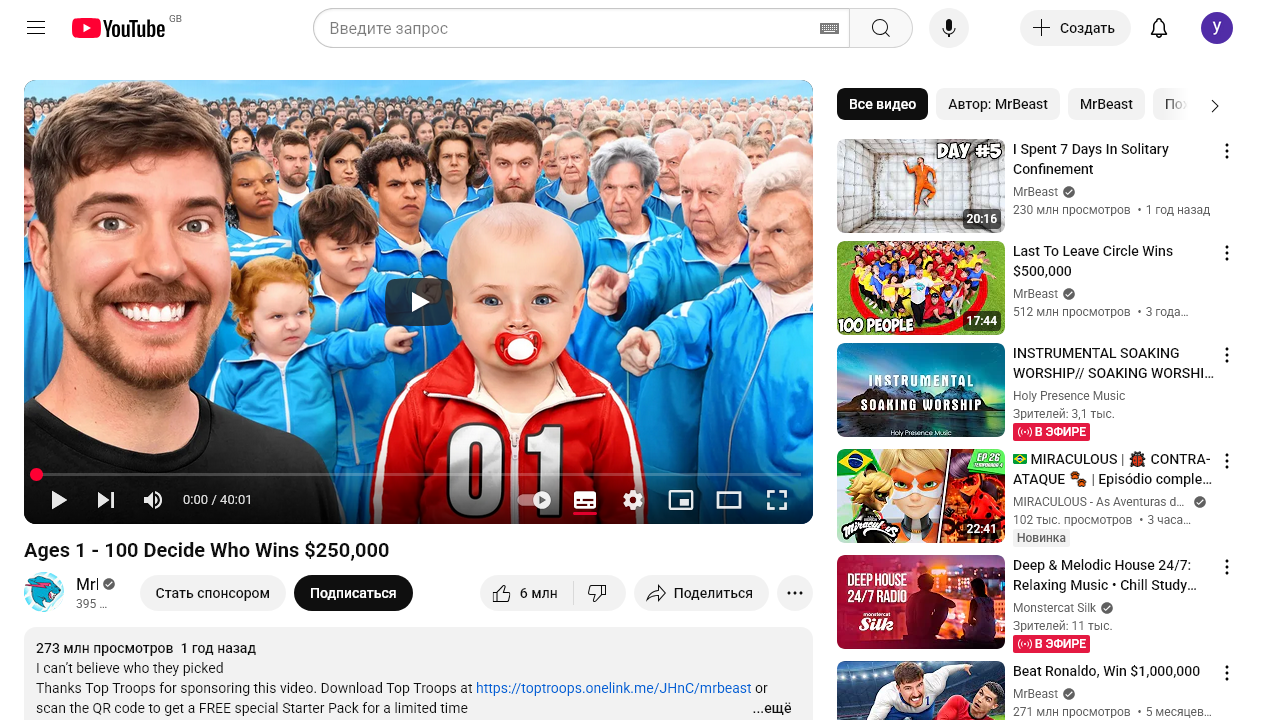 YouTube GB
Введите запрос
Создать
У
01
0:00 / 40:01
Ages 1 - 100 Decide Who Wins $250,000
MrI
395 ...
Стать спонсором
Подписаться
6 млн
Поделиться
273 млн просмотров 1 год назад
I can't believe who they picked
Thanks Top Troops for sponsoring this video. Download Top Troops at https://toptroops.onelink.me/JHnC/mrbeast or
scan the QR code to get a FREE special Starter Pack for a limited time
...ещё
Все видео
Автор: MrBeast
MrBeast
Пох
DAY #5
20:16
I Spent 7 Days In Solitary
Confinement
MrBeast
230 млн просмотров • 1 год назад
100 PEOPLE
17:44
Last To Leave Circle Wins
$500,000
MrBeast
512 млн просмотров • 3 года...
INSTRUMENTAL
SOAKING WORSHIP
Holy Presence Music
INSTRUMENTAL SOAKING
WORSHIP// SOAKING WORSHI...
Holy Presence Music
Зрителей: 3,1 тыс.
В ЭФИРЕ
EP 26
TEMPORADA 4
Miraculous
22:41
MIRACULOUS | CONTRA-
ATAQUE | Episódio comple...
MIRACULOUS - As Aventuras d...
102 тыс. просмотров • 3 часа...
Новинка
DEEP HOUSE
24/7 RADIO
monstercat
Silk
Deep & Melodic House 24/7:
Relaxing Music • Chill Study...
Monstercat Silk
Зрителей: 11 тыс.
В ЭФИРЕ
1
Beat Ronaldo, Win $1,000,000
MrBeast
271 млн просмотров • 5 месяцев...